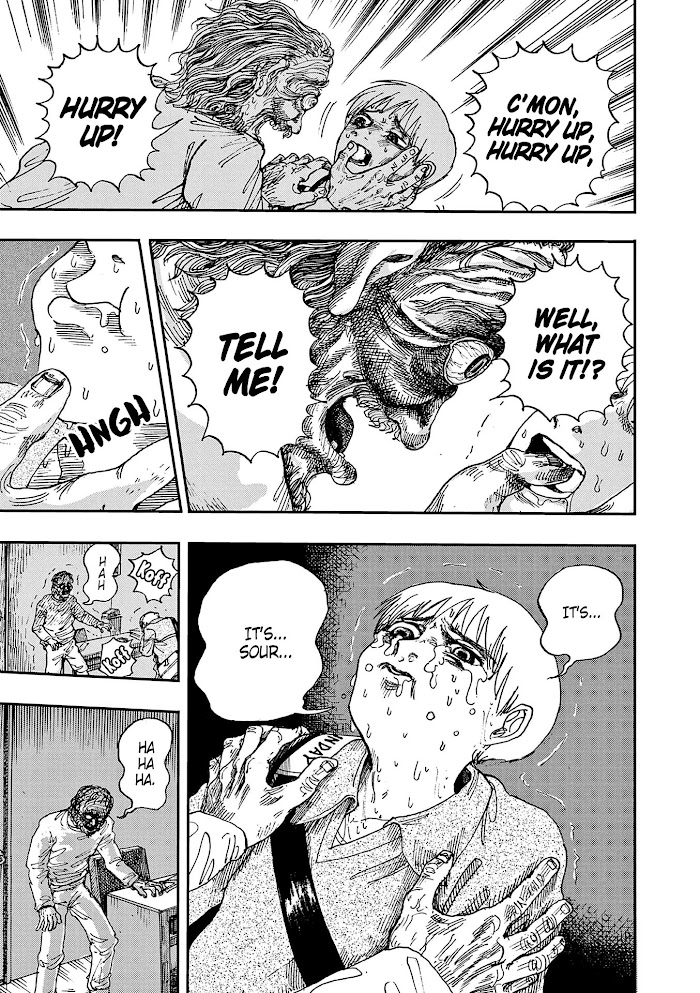 C'MON,
HURRY UP,
HURRY UP,
HURRY
UP!
WELL,
WHAT
IS IT!?
TELL
ME!
HNGH
IT'S...
IT'S...
SOUR...
NDAY
Koff
HAH
Koff
HA
HA
HA.